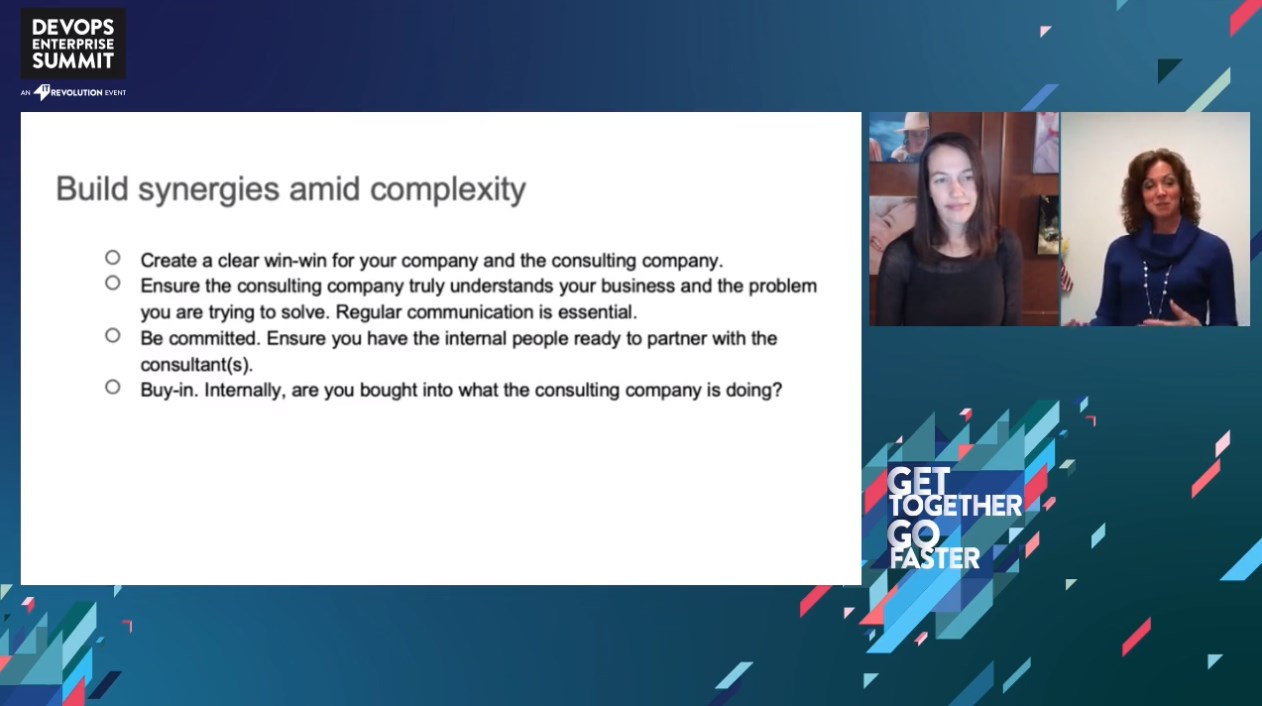 DEVOPS
ENTERPRISE
SUMMIT
AN IT REVOLUTION EVENT
Build synergies amid complexity
Create a clear win-win for your company and the consulting company.
Ensure the consulting company truly understands your business and the problem
you are trying to solve. Regular communication is essential.
Be committed. Ensure you have the internal people ready to partner with the
consultant(s).
Buy-in. Internally, are you bought into what the consulting company is doing?
GET
TOGETHER
GO
FASTER